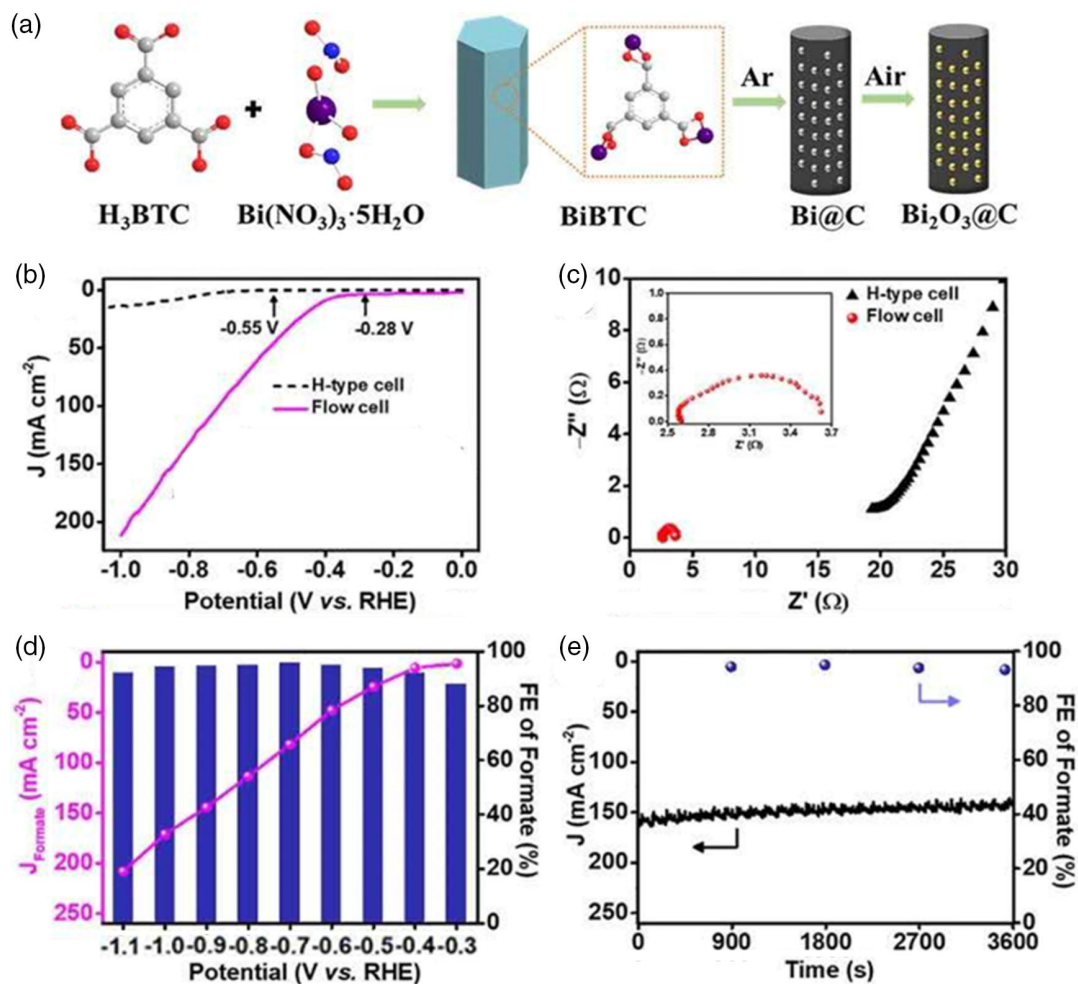 (a)
H₃BTC
+
Bi(NO₃)₃·5H₂O
BiBTC
Ar
Bi@C
Air
Bi₂O₃@C
(b)
0
50
100
150
200
J (mA cm⁻²)
-0.55 V
-0.28 V
H-type cell
Flow cell
-1.0
-0.8
-0.6
-0.4
-0.2
0.0
Potential (V vs. RHE)
(c)
10
8
6
4
2
0
-Z'' (Ω)
H-type cell
Flow cell
1.0
0.8
0.6
0.4
0.2
0.0
-Z'' (Ω)
2.5
2.8
3.1
3.4
3.7
Z' (Ω)
0
5
10
15
20
25
30
Z' (Ω)
(d)
0
50
100
150
200
250
J Formate (mA cm⁻²)
100
80
60
40
20
0
FE of Formate (%)
-1.1
-1.0
-0.9
-0.8
-0.7
-0.6
-0.5
-0.4
-0.3
Potential (V vs. RHE)
(e)
0
50
100
150
200
250
J (mA cm⁻²)
100
80
60
40
20
0
FE of Formate (%)
0
900
1800
2700
3600
Time (s)